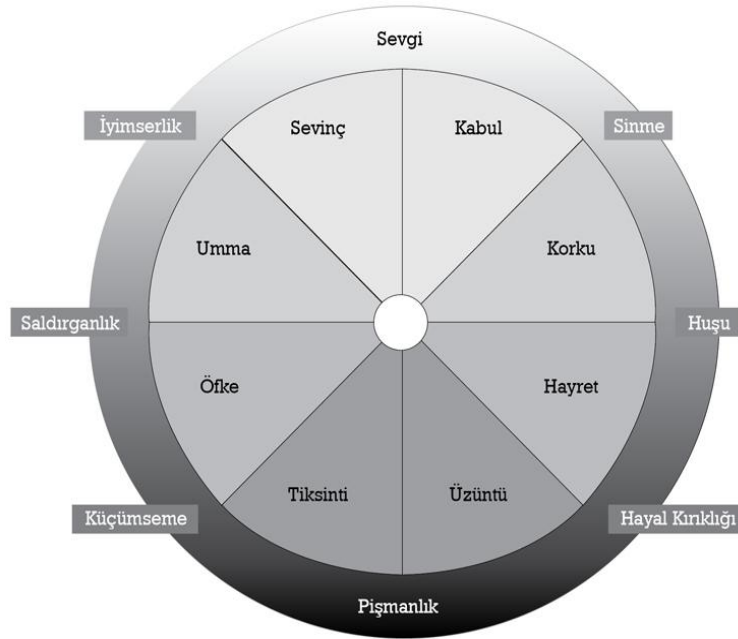 Sevgi
İyimserlik
Sevinç
Kabul
Sinme
Umma
Korku
Saldırganlık
Huşu
Öfke
Hayret
Tiksinti
Üzüntü
Küçümseme
Hayal Kırıklığı
Pişmanlık